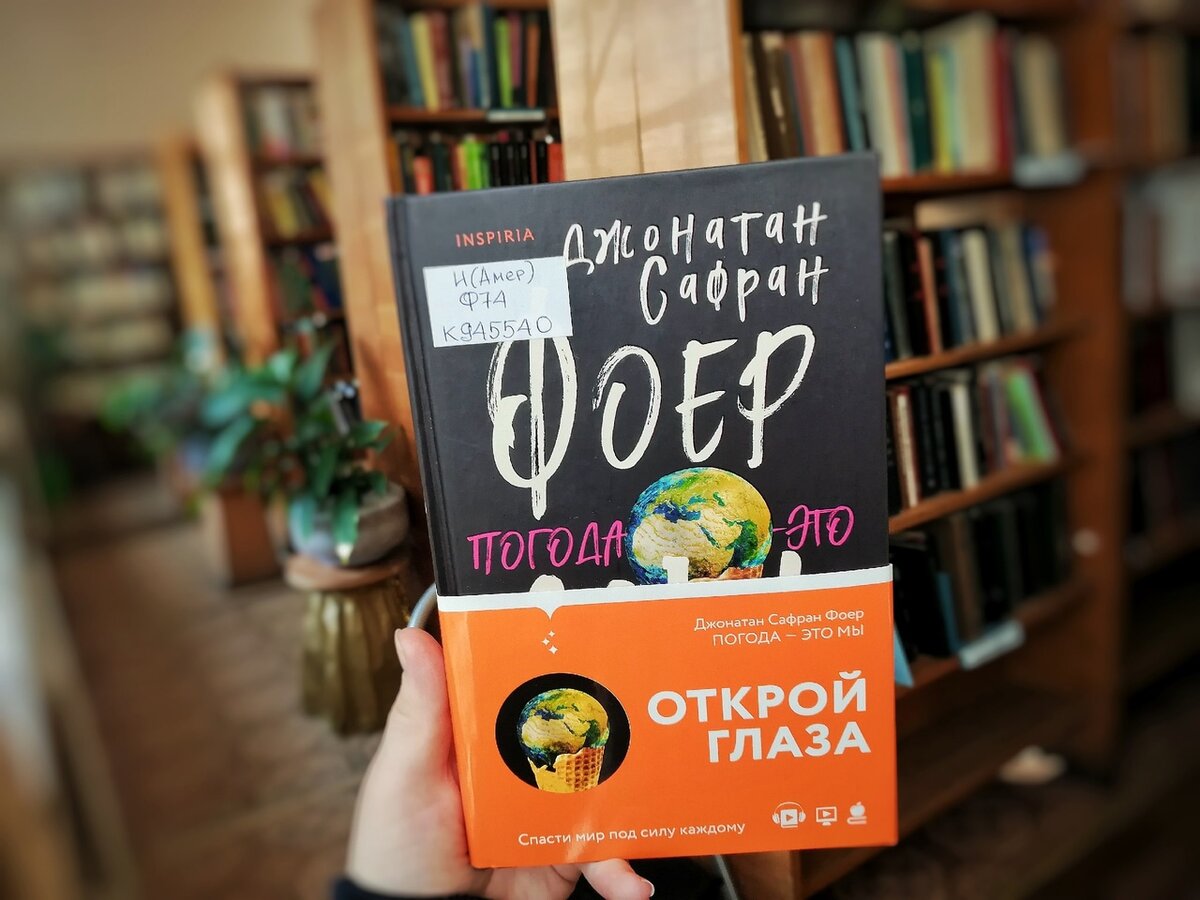 INSPIRIA
Джонатан
Сафран
И(Амер)
Ф74
К945540
Фоер
ПОГОДА -ЭТО
Джонатан Сафран Фоер
ПОГОДА — ЭТО МЫ
ОТКРОЙ
ГЛАЗА
Спасти мир под силу каждому